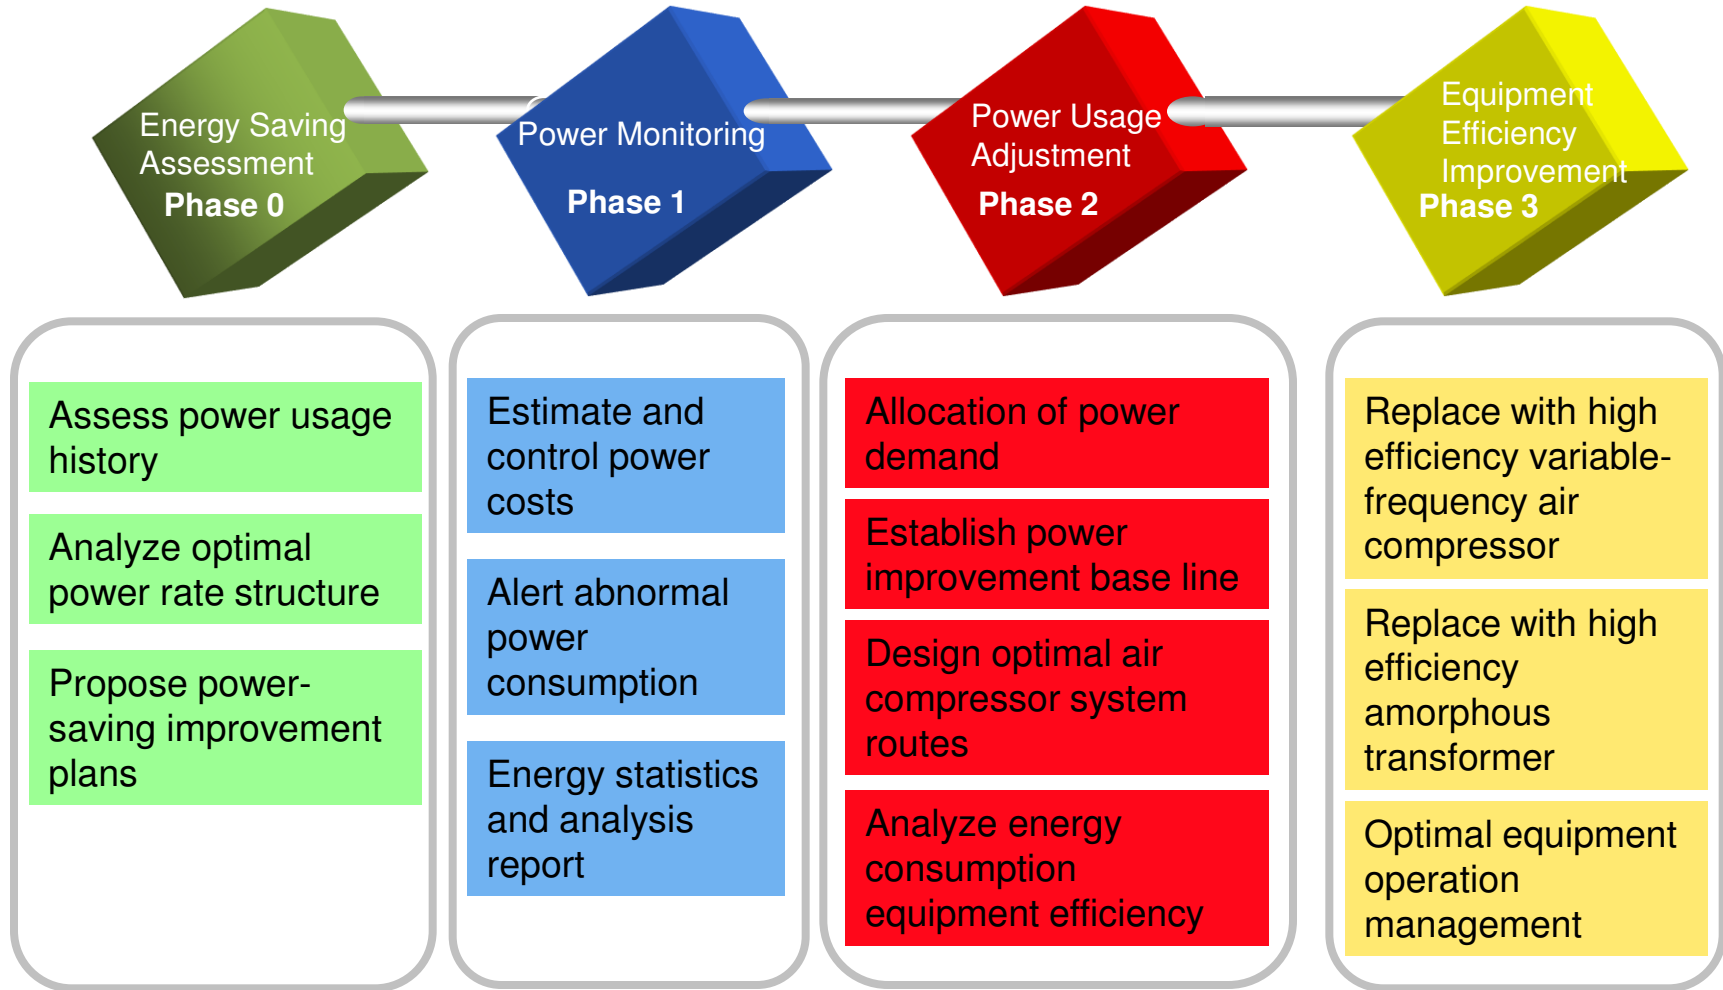 Energy Saving
Assessment
Phase 0
Power Monitoring
Phase 1
Power Usage
Adjustment
Phase 2
Equipment
Efficiency
Improvement
Phase 3
Assess power usage
history
Analyze optimal
power rate structure
Propose power-
saving improvement
plans
Estimate and
control power
costs
Alert abnormal
power
consumption
Energy statistics
and analysis
report
Allocation of power
demand
Establish power
improvement base line
Design optimal air
compressor system
routes
Analyze energy
consumption
equipment efficiency
Replace with high
efficiency variable-
frequency air
compressor
Replace with high
efficiency
amorphous
transformer
Optimal equipment
operation
management